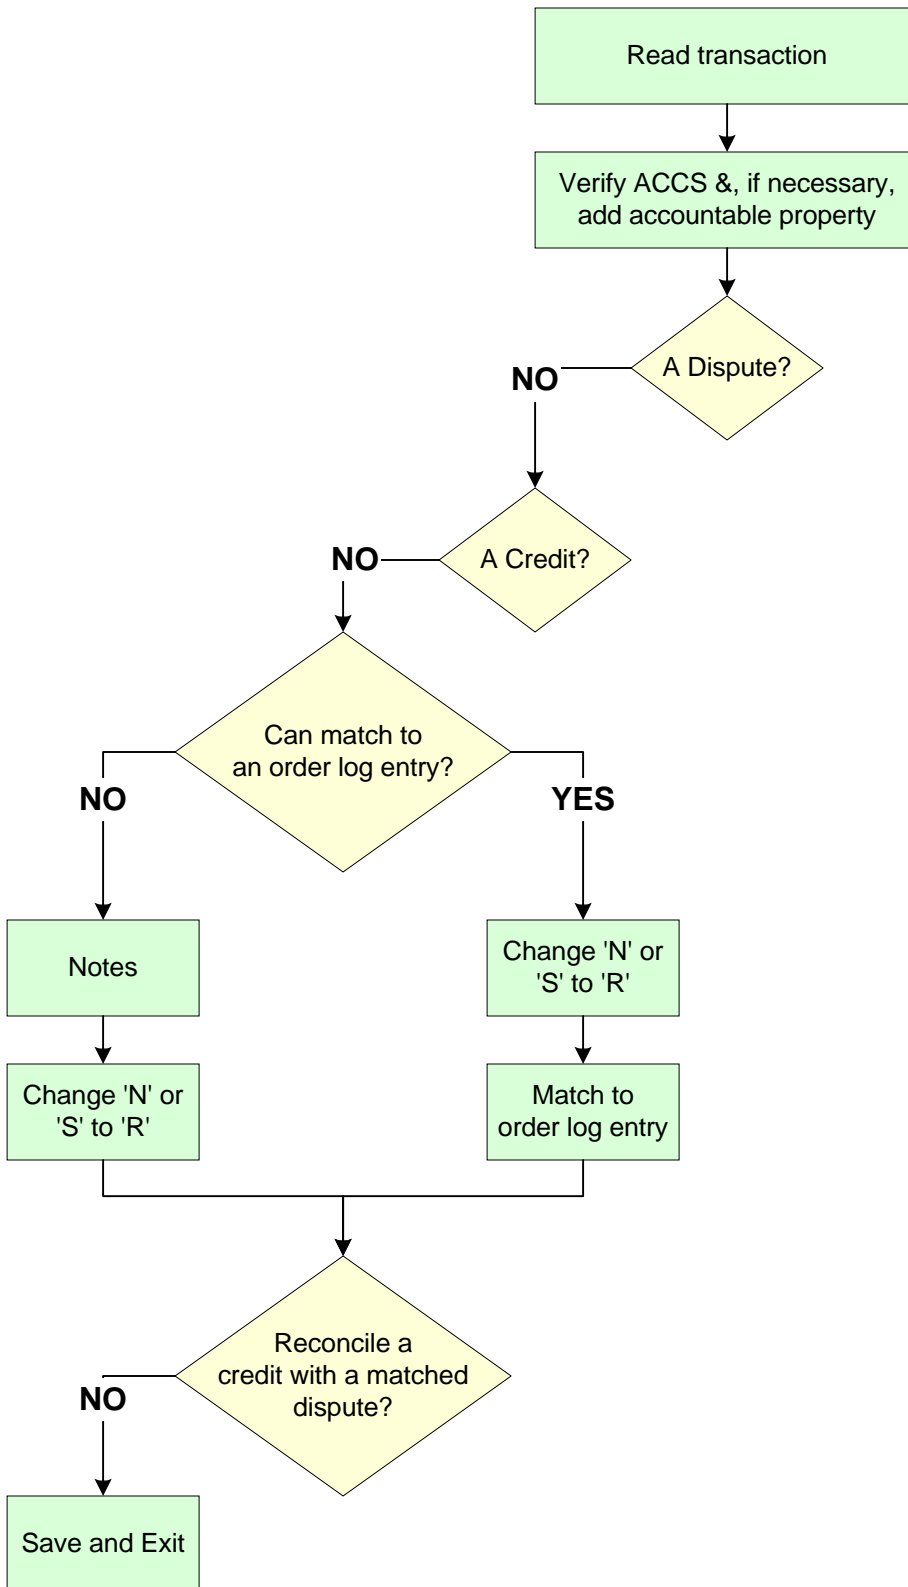 Read transaction
Verify ACCS &, if necessary,
add accountable property
A Dispute?
NO
A Credit?
NO
Can match to
an order log entry?
NO
YES
Notes
Change 'N' or
'S' to 'R'
Change 'N' or
'S' to 'R'
Match to
order log entry
Reconcile a
credit with a matched
dispute?
NO
Save and Exit